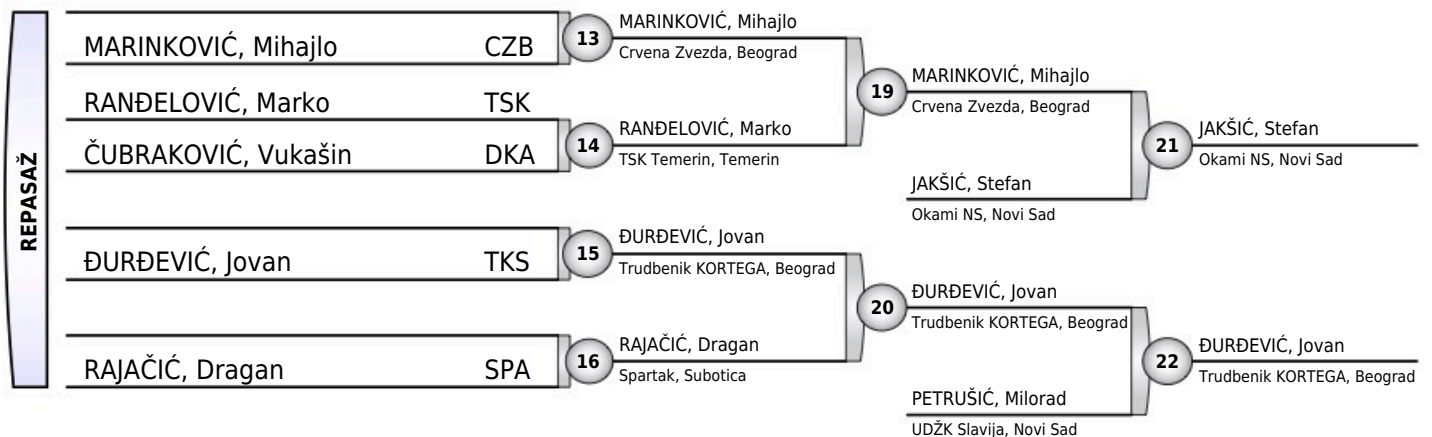 REPASAŽ
MARINKOVIĆ, Mihajlo CZB
RANĐELOVIĆ, Marko TSK
ČUBRAKOVIĆ, Vukašin DKA
ĐURĐEVIĆ, Jovan TKS
RAJAČIĆ, Dragan SPA
13
MARINKOVIĆ, Mihajlo
Crvena Zvezda, Beograd
14
RANĐELOVIĆ, Marko
TSK Temerin, Temerin
15
ĐURĐEVIĆ, Jovan
Trudbenik KORTEGA, Beograd
16
RAJAČIĆ, Dragan
Spartak, Subotica
19
MARINKOVIĆ, Mihajlo
Crvena Zvezda, Beograd
JAKŠIĆ, Stefan
Okami NS, Novi Sad
20
ĐURĐEVIĆ, Jovan
Trudbenik KORTEGA, Beograd
PETRUŠIĆ, Milorad
UDŽK Slavija, Novi Sad
21
JAKŠIĆ, Stefan
Okami NS, Novi Sad
22
ĐURĐEVIĆ, Jovan
Trudbenik KORTEGA, Beograd